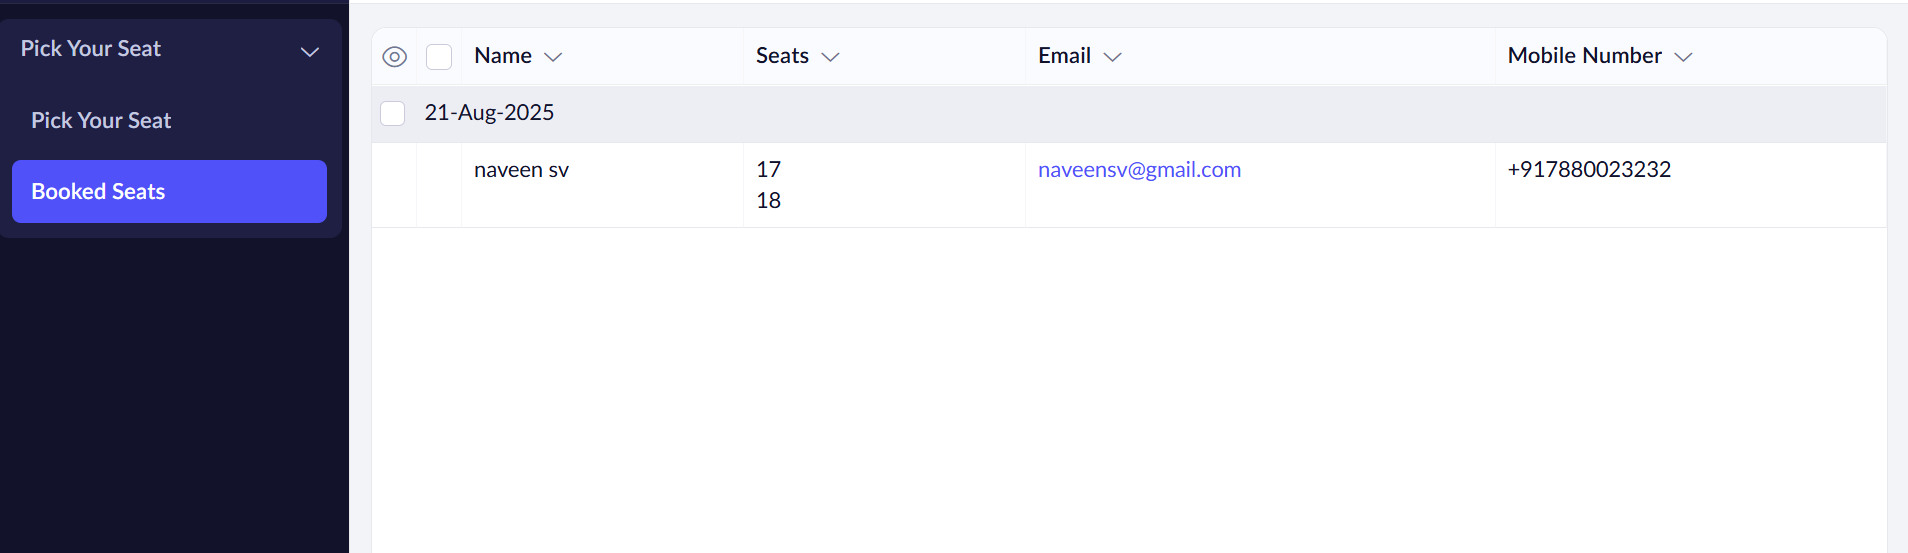 Pick Your Seat
Pick Your Seat
Booked Seats
Name Seats Email Mobile Number
21-Aug-2025
naveen sv 17 naveensv@gmail.com +917880023232
18